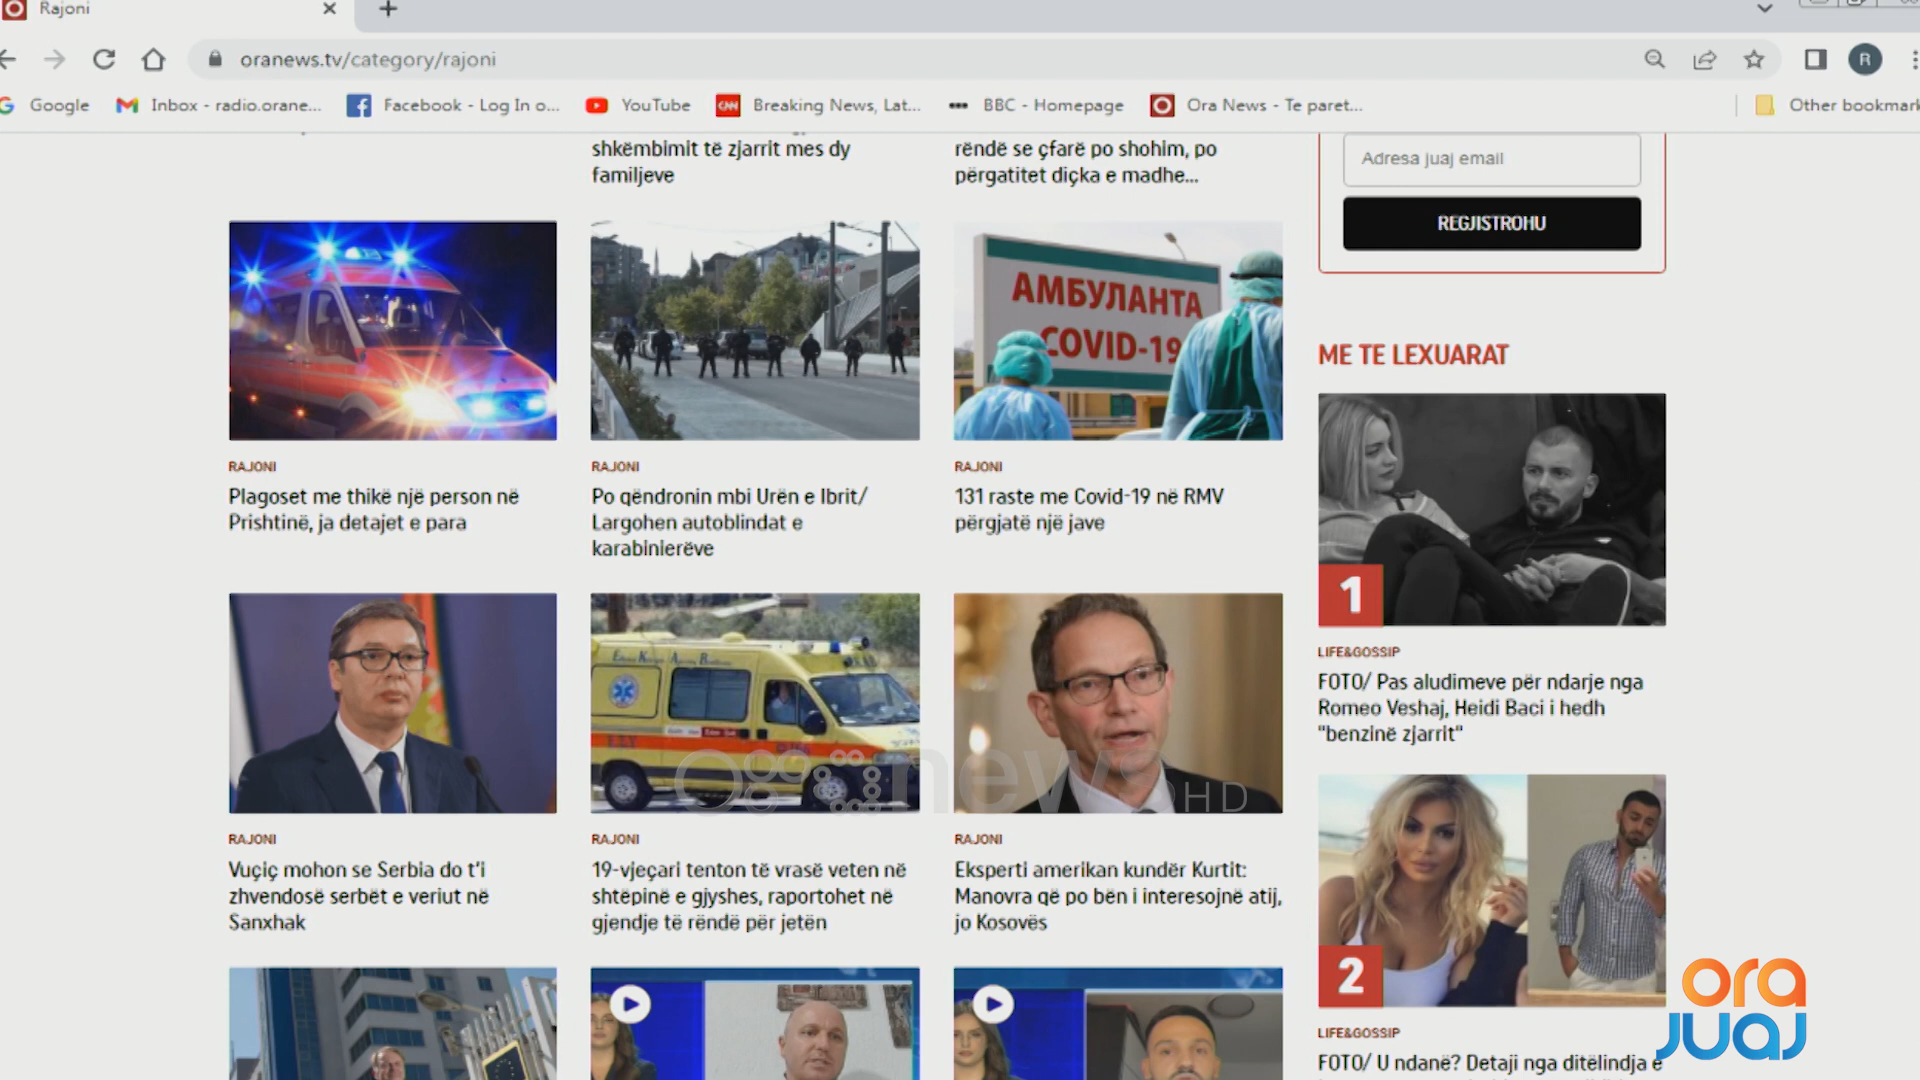 Rajoni
oranews.tv/category/rajoni
R
Google
Inbox - radio.orane...
Facebook - Log In o...
YouTube
CNN
Breaking News, Lat...
BBC - Homepage
Ora News - Te paret...
Other bookmark
shkëmbimit të zjarrit mes dy
familjeve
rëndë se çfarë po shohim, po
përgatitet diçka e madhe...
Adresa juaj email
REGJISTROHU
АМБУЛАНТА
COVID-19
RAJONI
Plagoset me thikë një person në
Prishtinë, ja detajet e para
RAJONI
Po qëndronin mbi Urën e Ibrit/
Largohen autoblindat e
karabinierëve
RAJONI
131 raste me Covid-19 në RMV
përgjatë një jave
ME TE LEXUARAT
1
LIFE&GOSSIP
FOTO/ Pas aludimeve për ndarje nga
Romeo Veshaj, Heidi Baci i hedh
"benzinë zjarrit"
RAJONI
Vuçiç mohon se Serbia do t'i
zhvendosë serbët e veriut në
Sanxhak
RAJONI
19-vjeçari tenton të vrasë veten në
shtëpinë e gjyshes, raportohet në
gjendje të rëndë për jetën
RAJONI
Eksperti amerikan kundër Kurtit:
Manovra që po bën i interesojnë atij,
jo Kosovës
news HD
2
LIFE&GOSSIP
FOTO/ U ndanë? Detaji nga ditëlindja e
ora
juaj